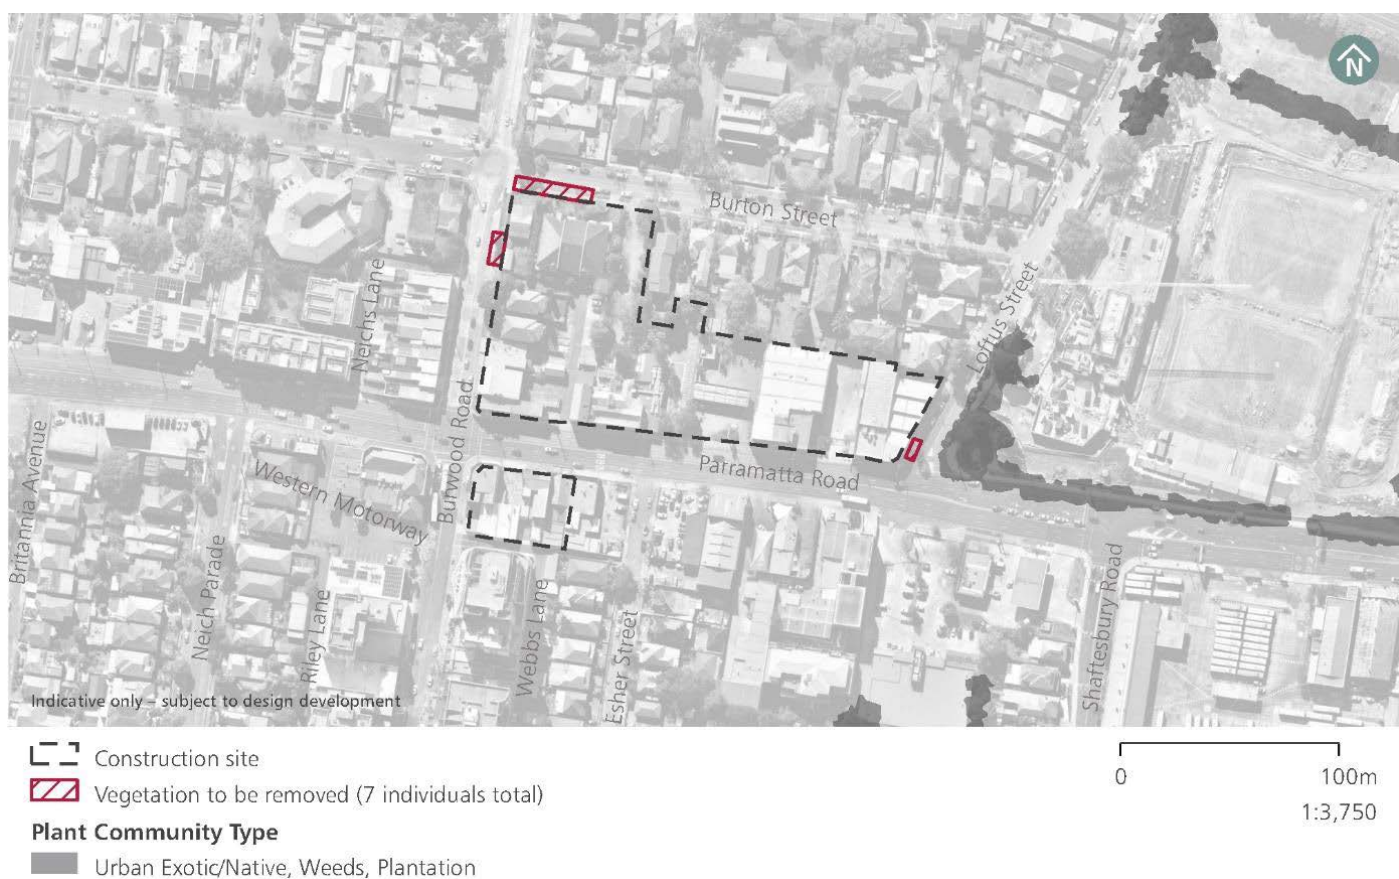 N
Burton Street
Neichs Lane
Loftus Street
Burwood Road
Parramatta Road
Britannia Avenue
Western Motorway
Neich Parade
Riley Lane
Webbs Lane
Esher Street
Shaftesbury Road
Indicative only – subject to design development
Construction site
Vegetation to be removed (7 individuals total)
Plant Community Type
Urban Exotic/Native, Weeds, Plantation
0 100m
1:3,750